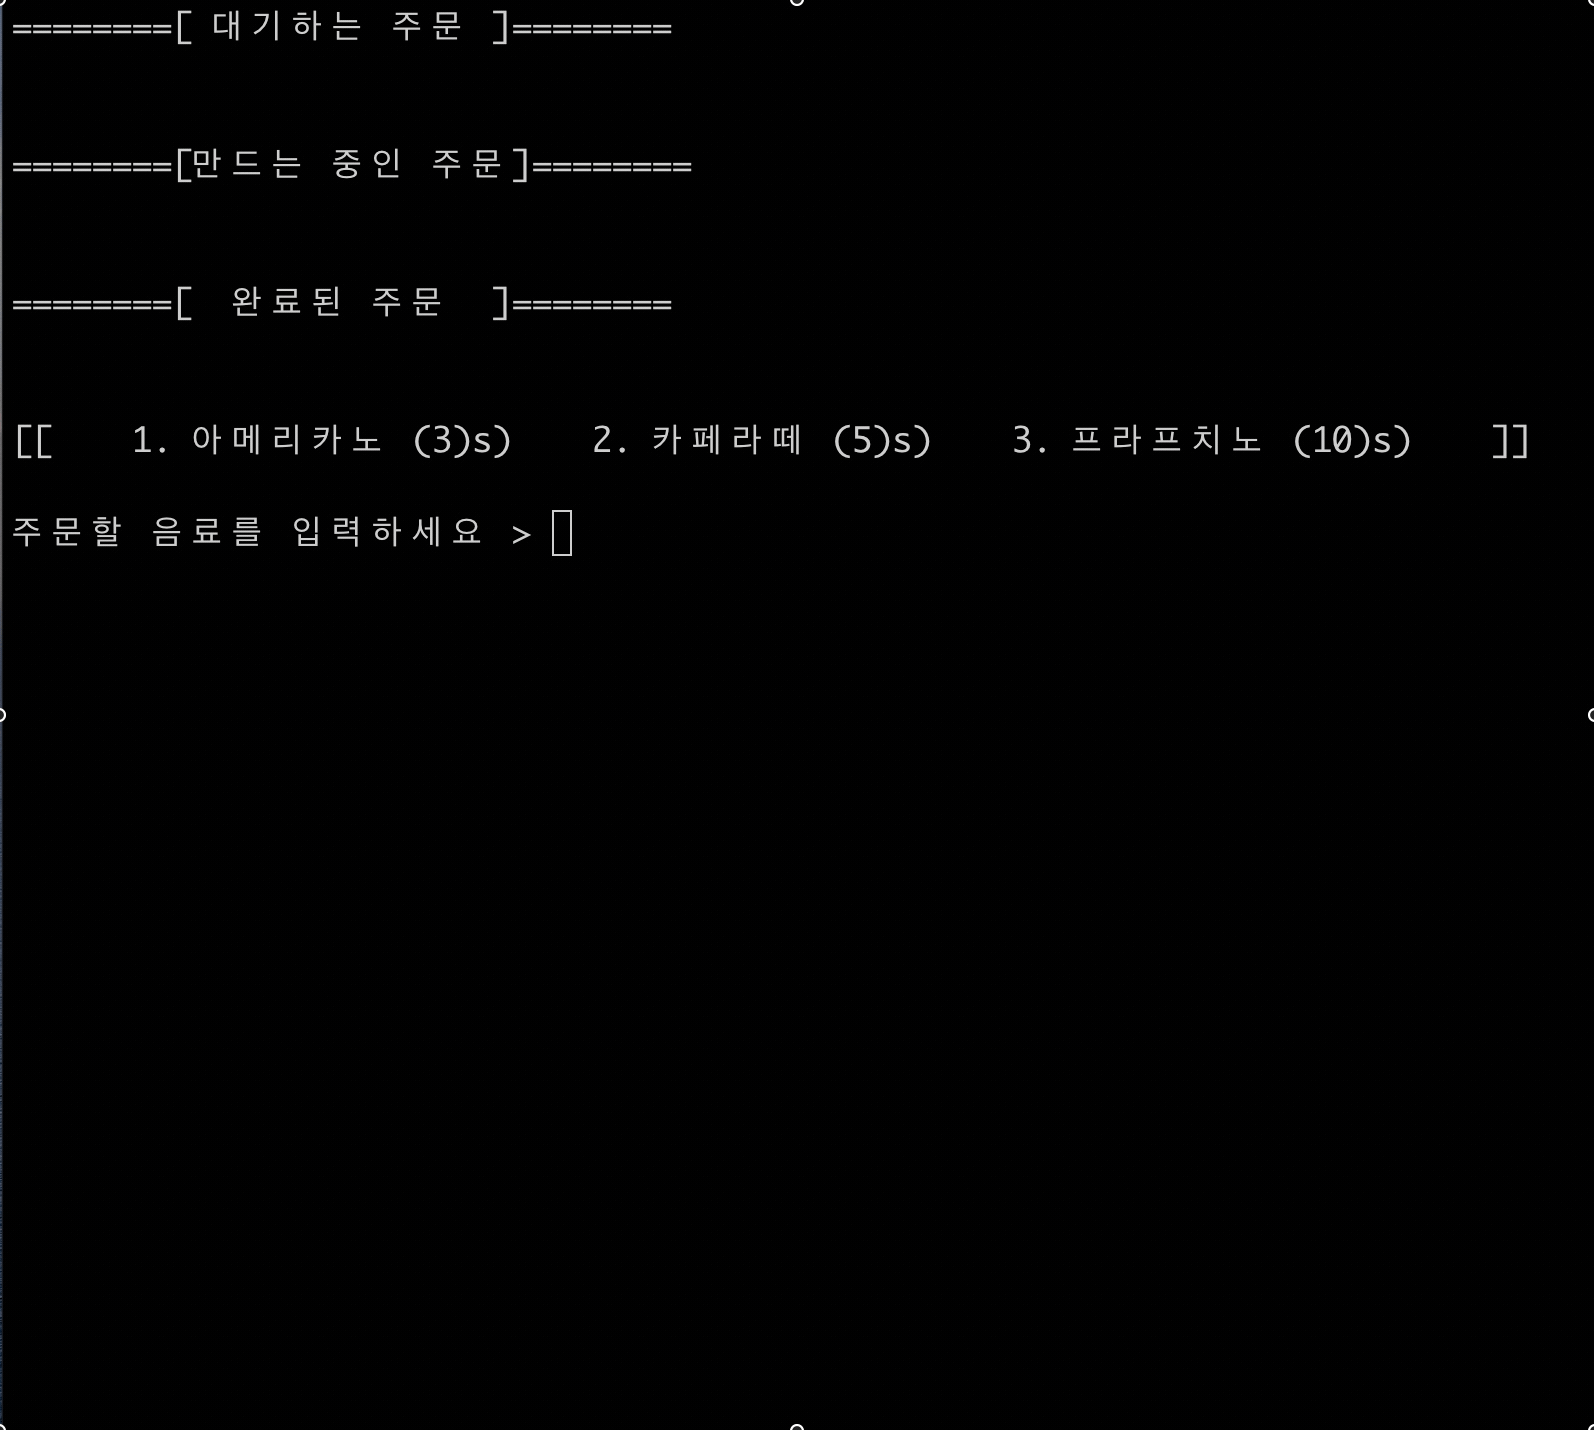 ========[ 대기하는 주문 ]========
========[만드는 중인 주문]========
========[  완료된 주문  ]========
[[    1. 아메리카노 (3)s)    2. 카페라떼 (5)s)    3. 프라프치노 (10)s)    ]]
주문할 음료를 입력하세요 >